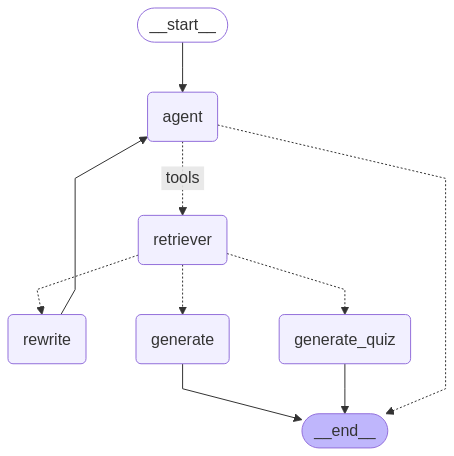 __start__
agent
tools
retriever
rewrite
generate
generate_quiz
__end__